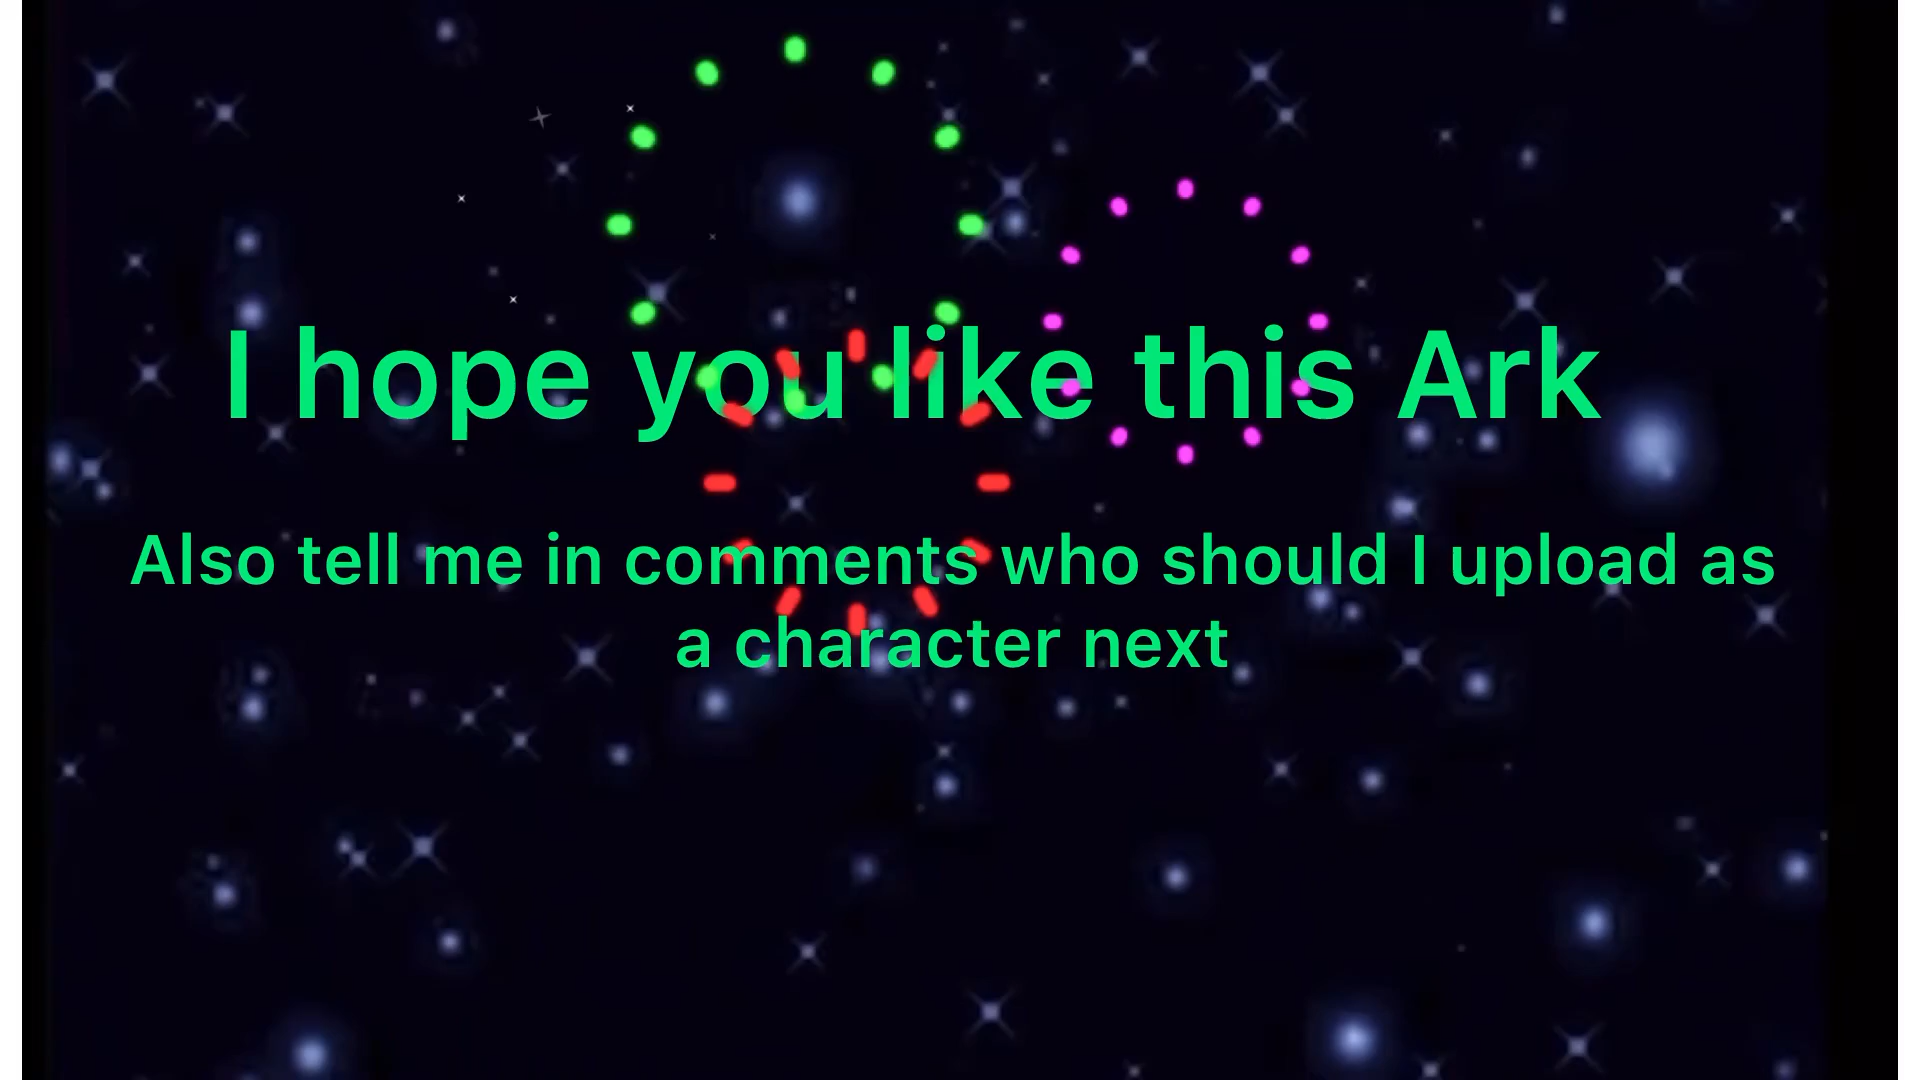 I hope you like this Ark
Also tell me in comments who should I upload as
a character next